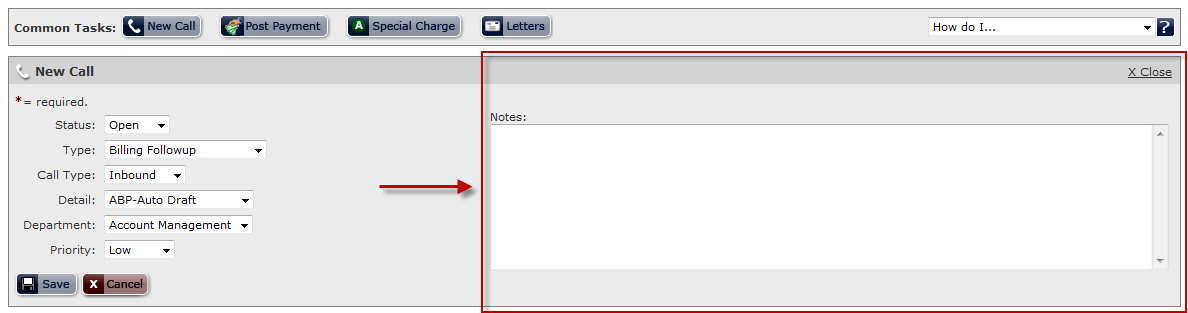 Common Tasks: New Call Post Payment A Special Charge Letters How do I... ?
New Call X Close
*= required.
Notes:
Status: Open
Type: Billing Followup
Call Type: Inbound
Detail: ABP-Auto Draft
Department: Account Management
Priority: Low
Save X Cancel